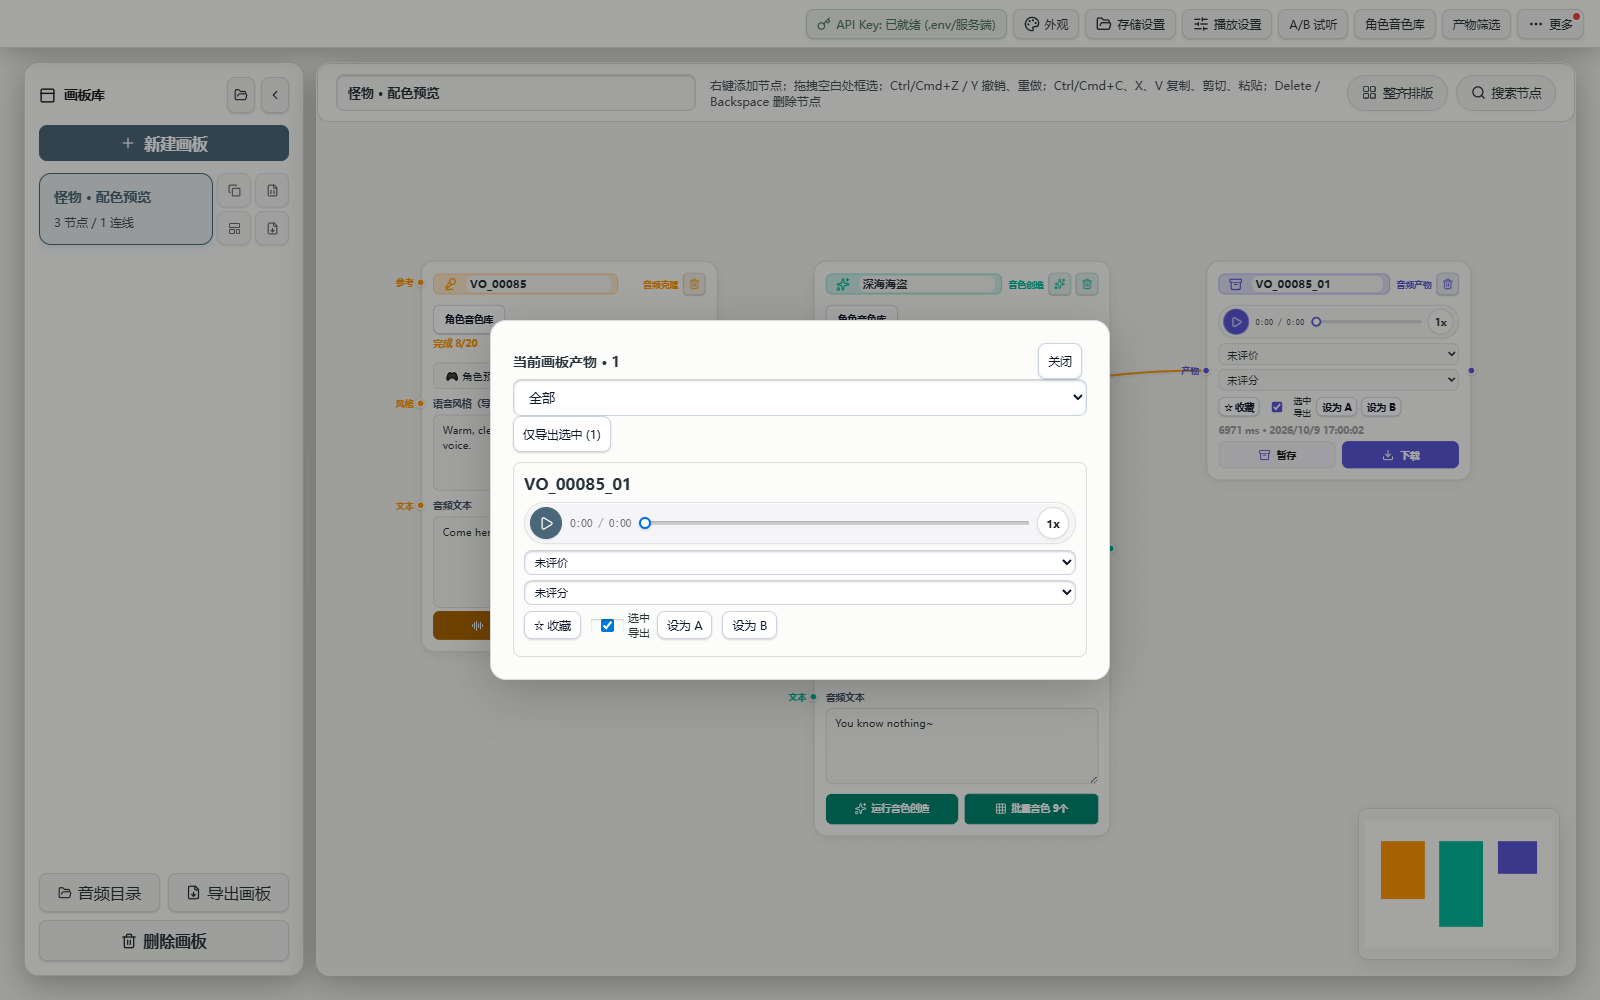 API Key: 已就绪 (.env/服务端)
外观
存储设置
播放设置
A/B 试听
角色音色库
产物筛选
更多
画板库
新建画板
怪物 • 配色预览
3 节点 / 1 连线
音频目录
导出画板
删除画板
怪物 • 配色预览
右键添加节点；拖拽空白处框选；Ctrl/Cmd+Z / Y 撤销、重做；Ctrl/Cmd+C、X、V 复制、剪切、粘贴；Delete /
Backspace 删除节点
整齐排版
搜索节点
参考
VO_00085
音频克隆
角色音色库
完成 8/20
角色预
风格
语音风格（导
Warm, cle
voice.
文本
音频文本
Come her
深海海盗
音色创造
角色音色库
文本
音频文本
You know nothing~
运行音色创造
批量音色 9个
VO_00085_01
音频产物
0:00 / 0:00
1x
未评价
产物
未评分
☆ 收藏
选中
导出
设为 A
设为 B
6971 ms • 2026/10/9 17:00:02
暂存
下载
当前画板产物 • 1
关闭
全部
仅导出选中 (1)
VO_00085_01
0:00 / 0:00
1x
未评价
未评分
☆ 收藏
选中
导出
设为 A
设为 B